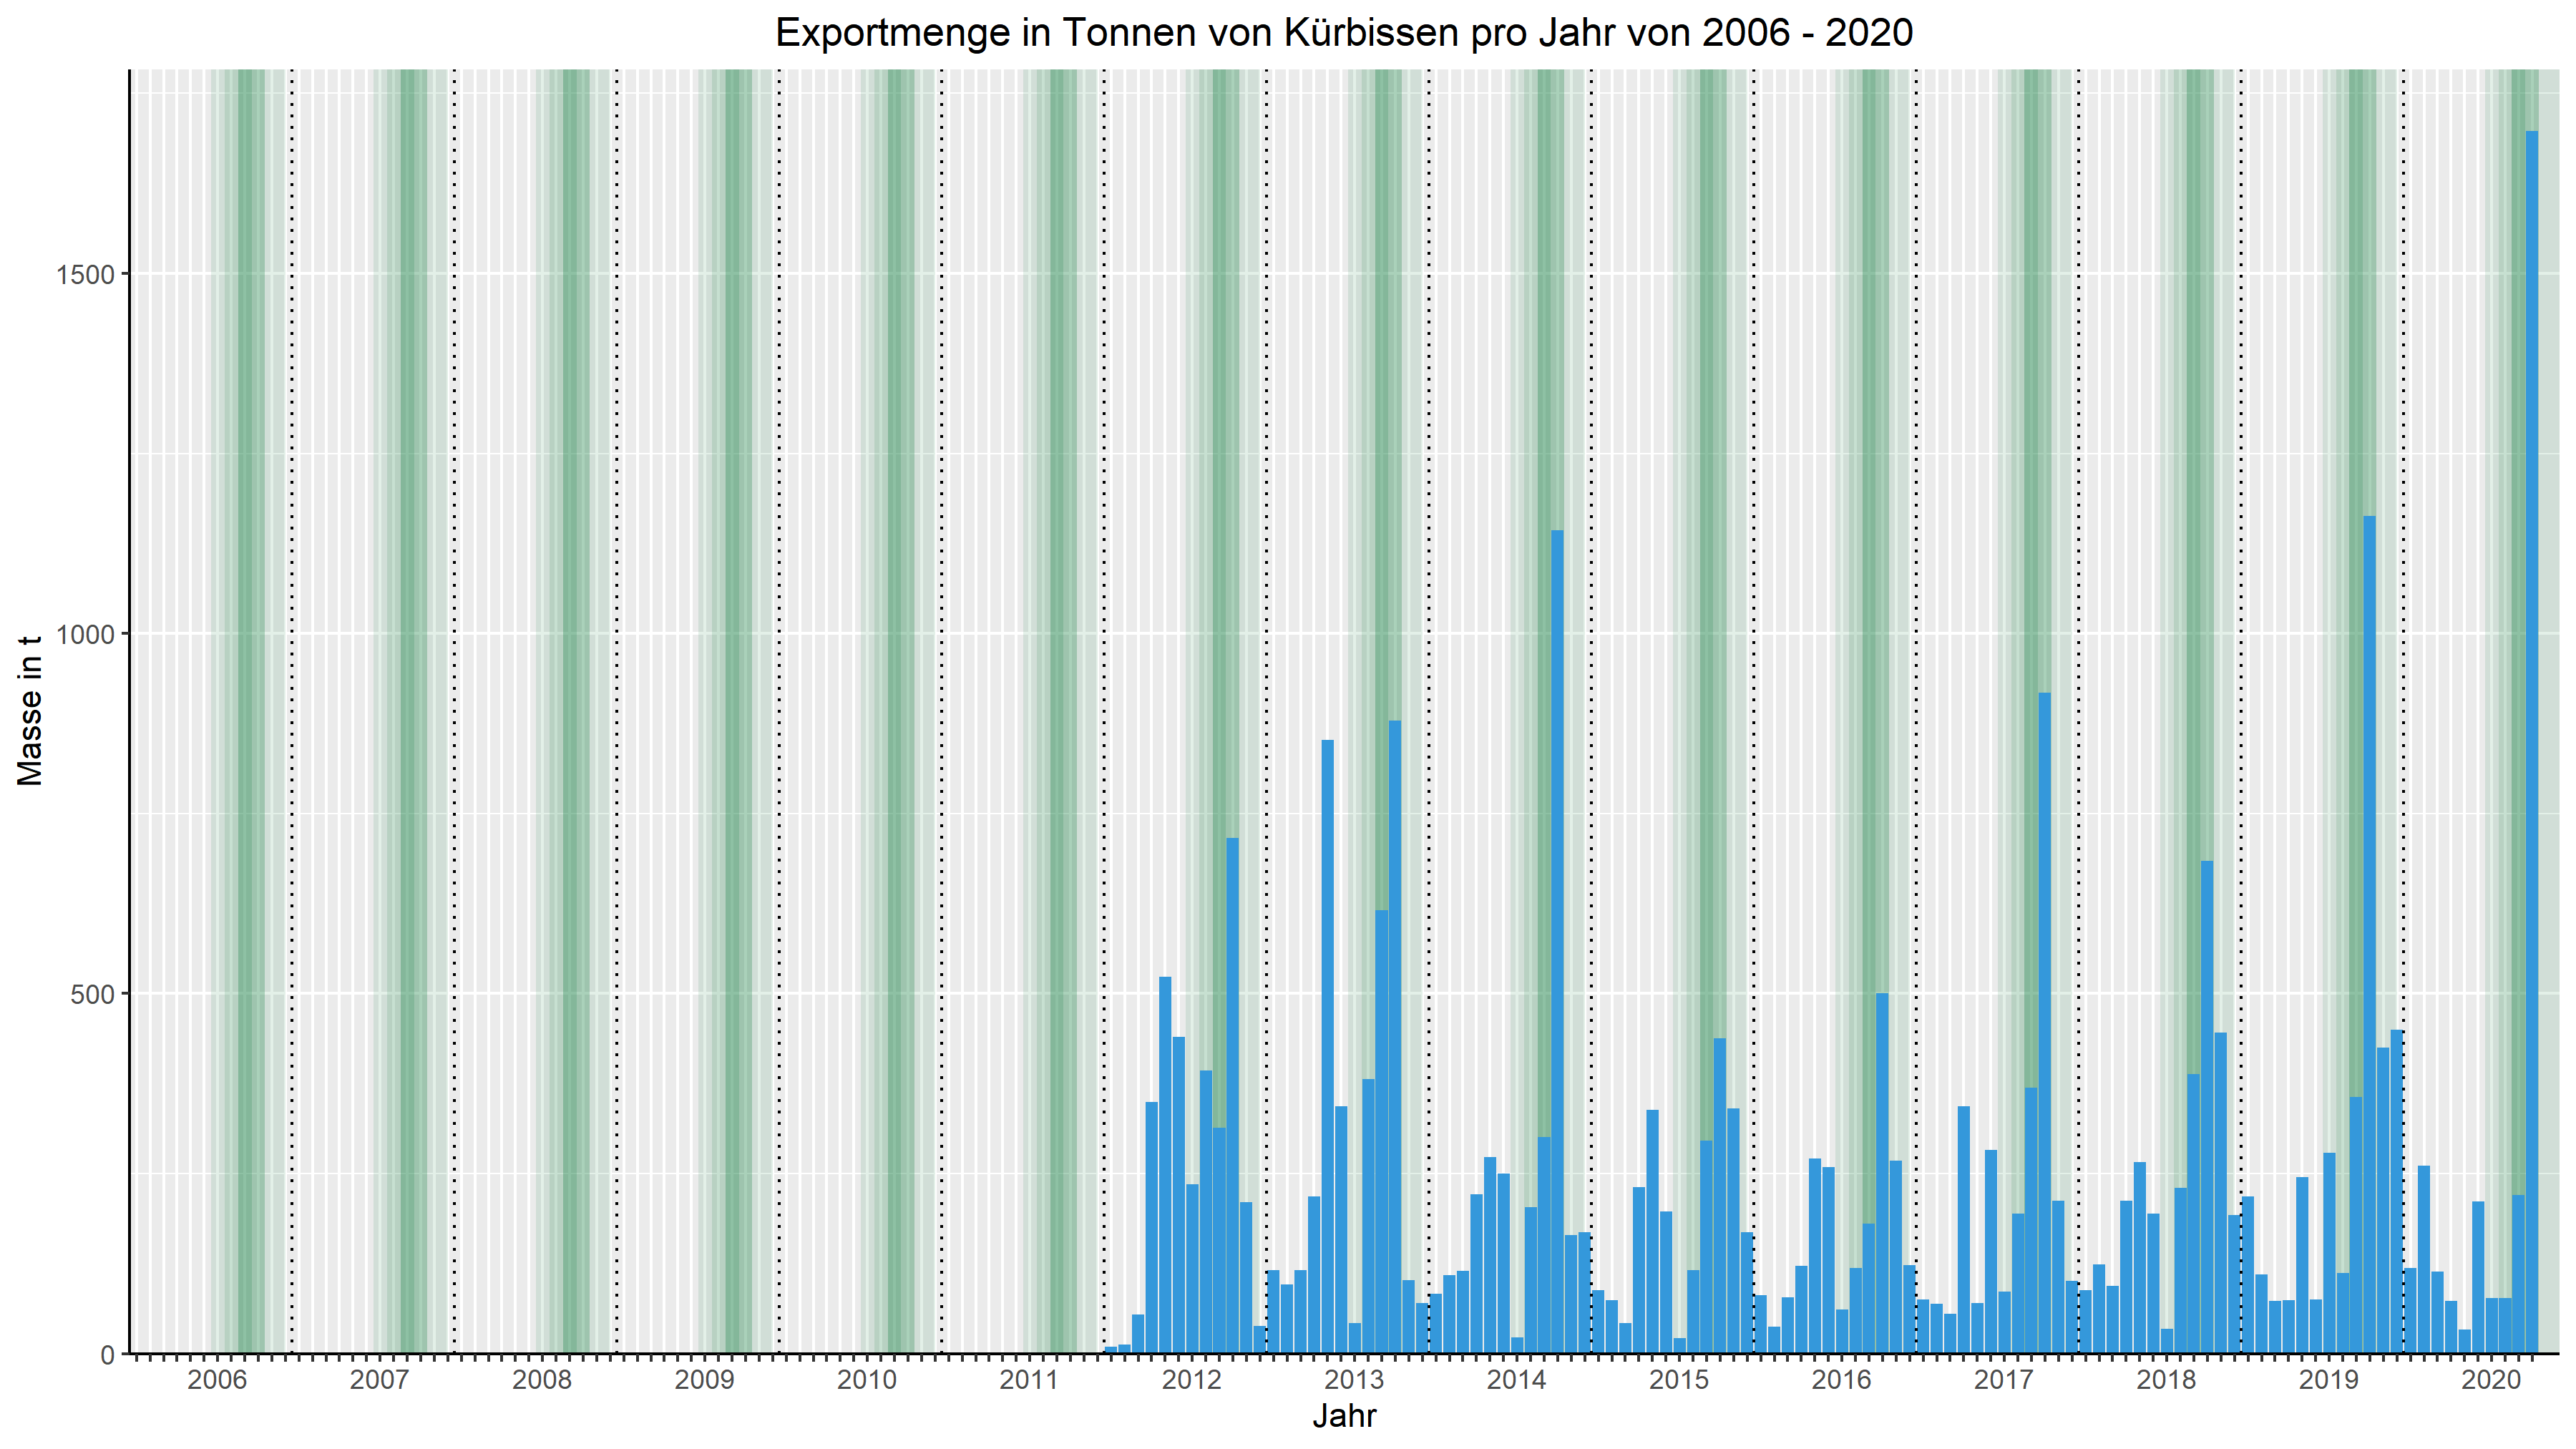 Exportmenge in Tonnen von Kürbissen pro Jahr von 2006 - 2020
Masse in t
1500
1000
500
0
2006 2007 2008 2009 2010 2011 2012 2013 2014 2015 2016 2017 2018 2019 2020
Jahr